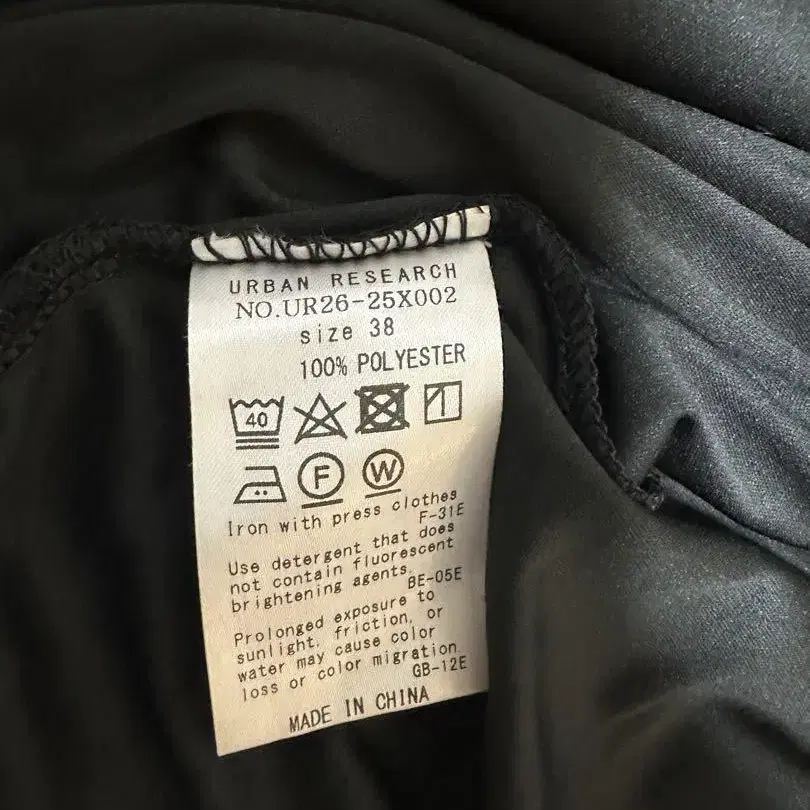 URBAN RESEARCH
NO.UR26-25X002
size 38
100% POLYESTER
40
F W
Iron with press clothes
F-31E
Use detergent that does
not contain fluorescent
brightening agents.
BE-05E
Prolonged exposure to
sunlight, friction, or
water may cause color
loss or color migration.
GB-12E
MADE IN CHINA